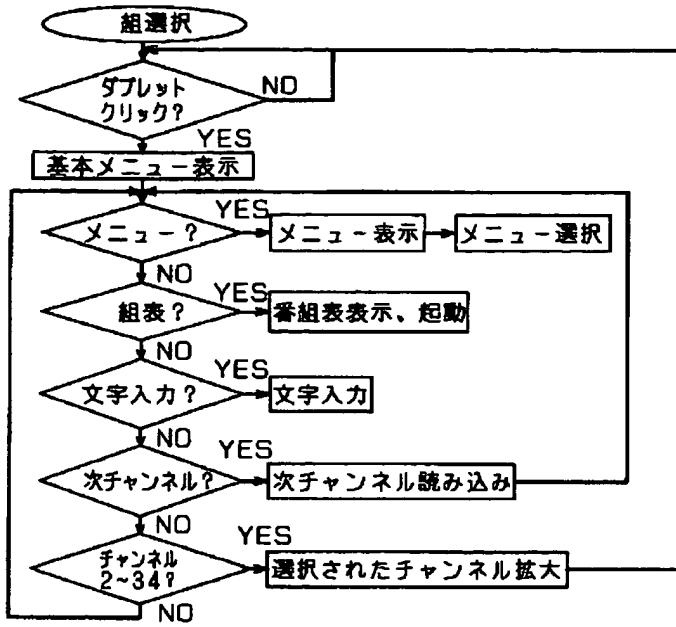 組選択
ダブレット
クリック?
NO
YES
基本メニュー表示
メニュー?
YES
メニュー表示
メニュー選択
NO
組表?
YES
番組表表示、起動
NO
文字入力?
YES
文字入力
NO
次チャンネル?
YES
次チャンネル読み込み
NO
チャンネル
2~34?
YES
選択されたチャンネル拡大
NO